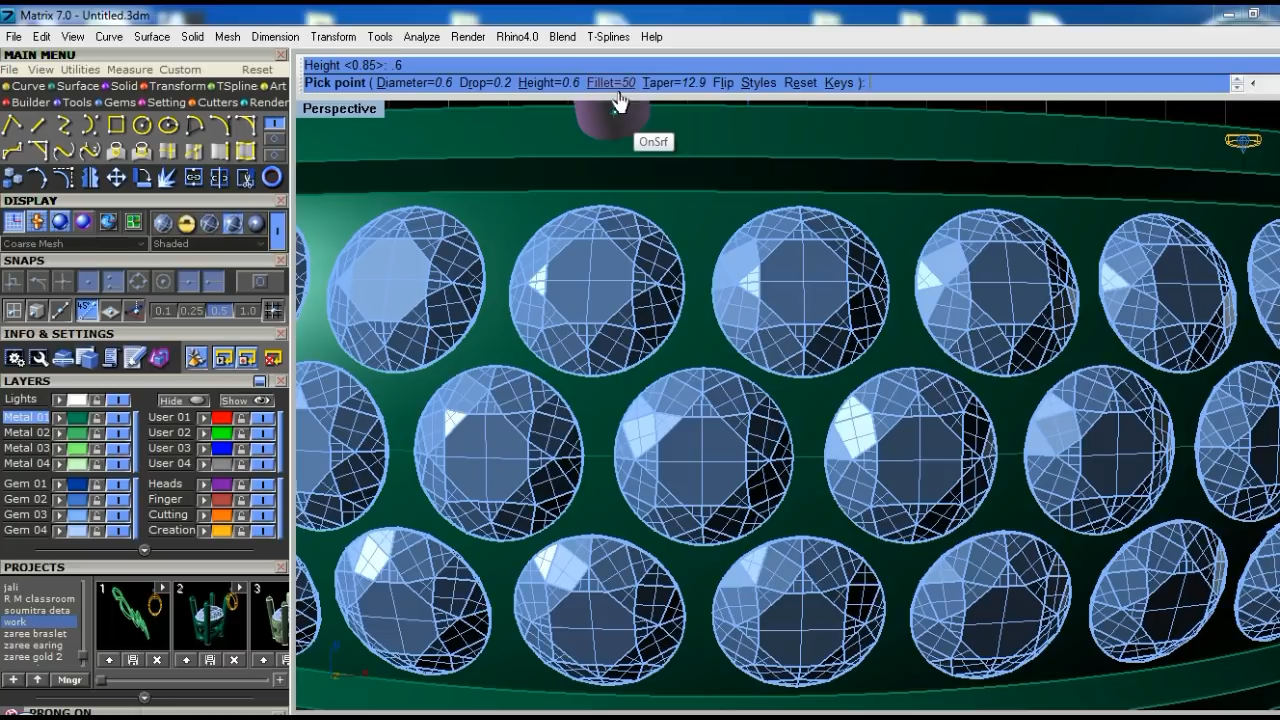 Matrix 7.0 - Untitled.3dm
File Edit View Curve Surface Solid Mesh Dimension Transform Tools Analyze Render Rhino4.0 Blend T-Splines Help
MAIN MENU
File View Utilities Measure Custom Reset
Curve Surface Solid Transform TSpline Art
Builder Tools Gems Setting Cutters Render
Height <0.85>: .6
Pick point ( Diameter=0.6 Drop=0.2 Height=0.6 Fillet=50 Taper=12.9 Flip Styles Reset Keys ):
Perspective
OnSrf
DISPLAY
Coarse Mesh Shaded
SNAPS
45°
0.1 0.25 0.5 1.0
INFO & SETTINGS
LAYERS
Lights Hide Show
Metal 01 User 01
Metal 02 User 02
Metal 03 User 03
Metal 04 User 04
Gem 01 Heads
Gem 02 Finger
Gem 03 Cutting
Gem 04 Creation
PROJECTS
jali
R M classroom
soumitra deta
work
zaree braslet
zaree earing
zaree gold 2
1 2 3
Mngr
PRONG ON